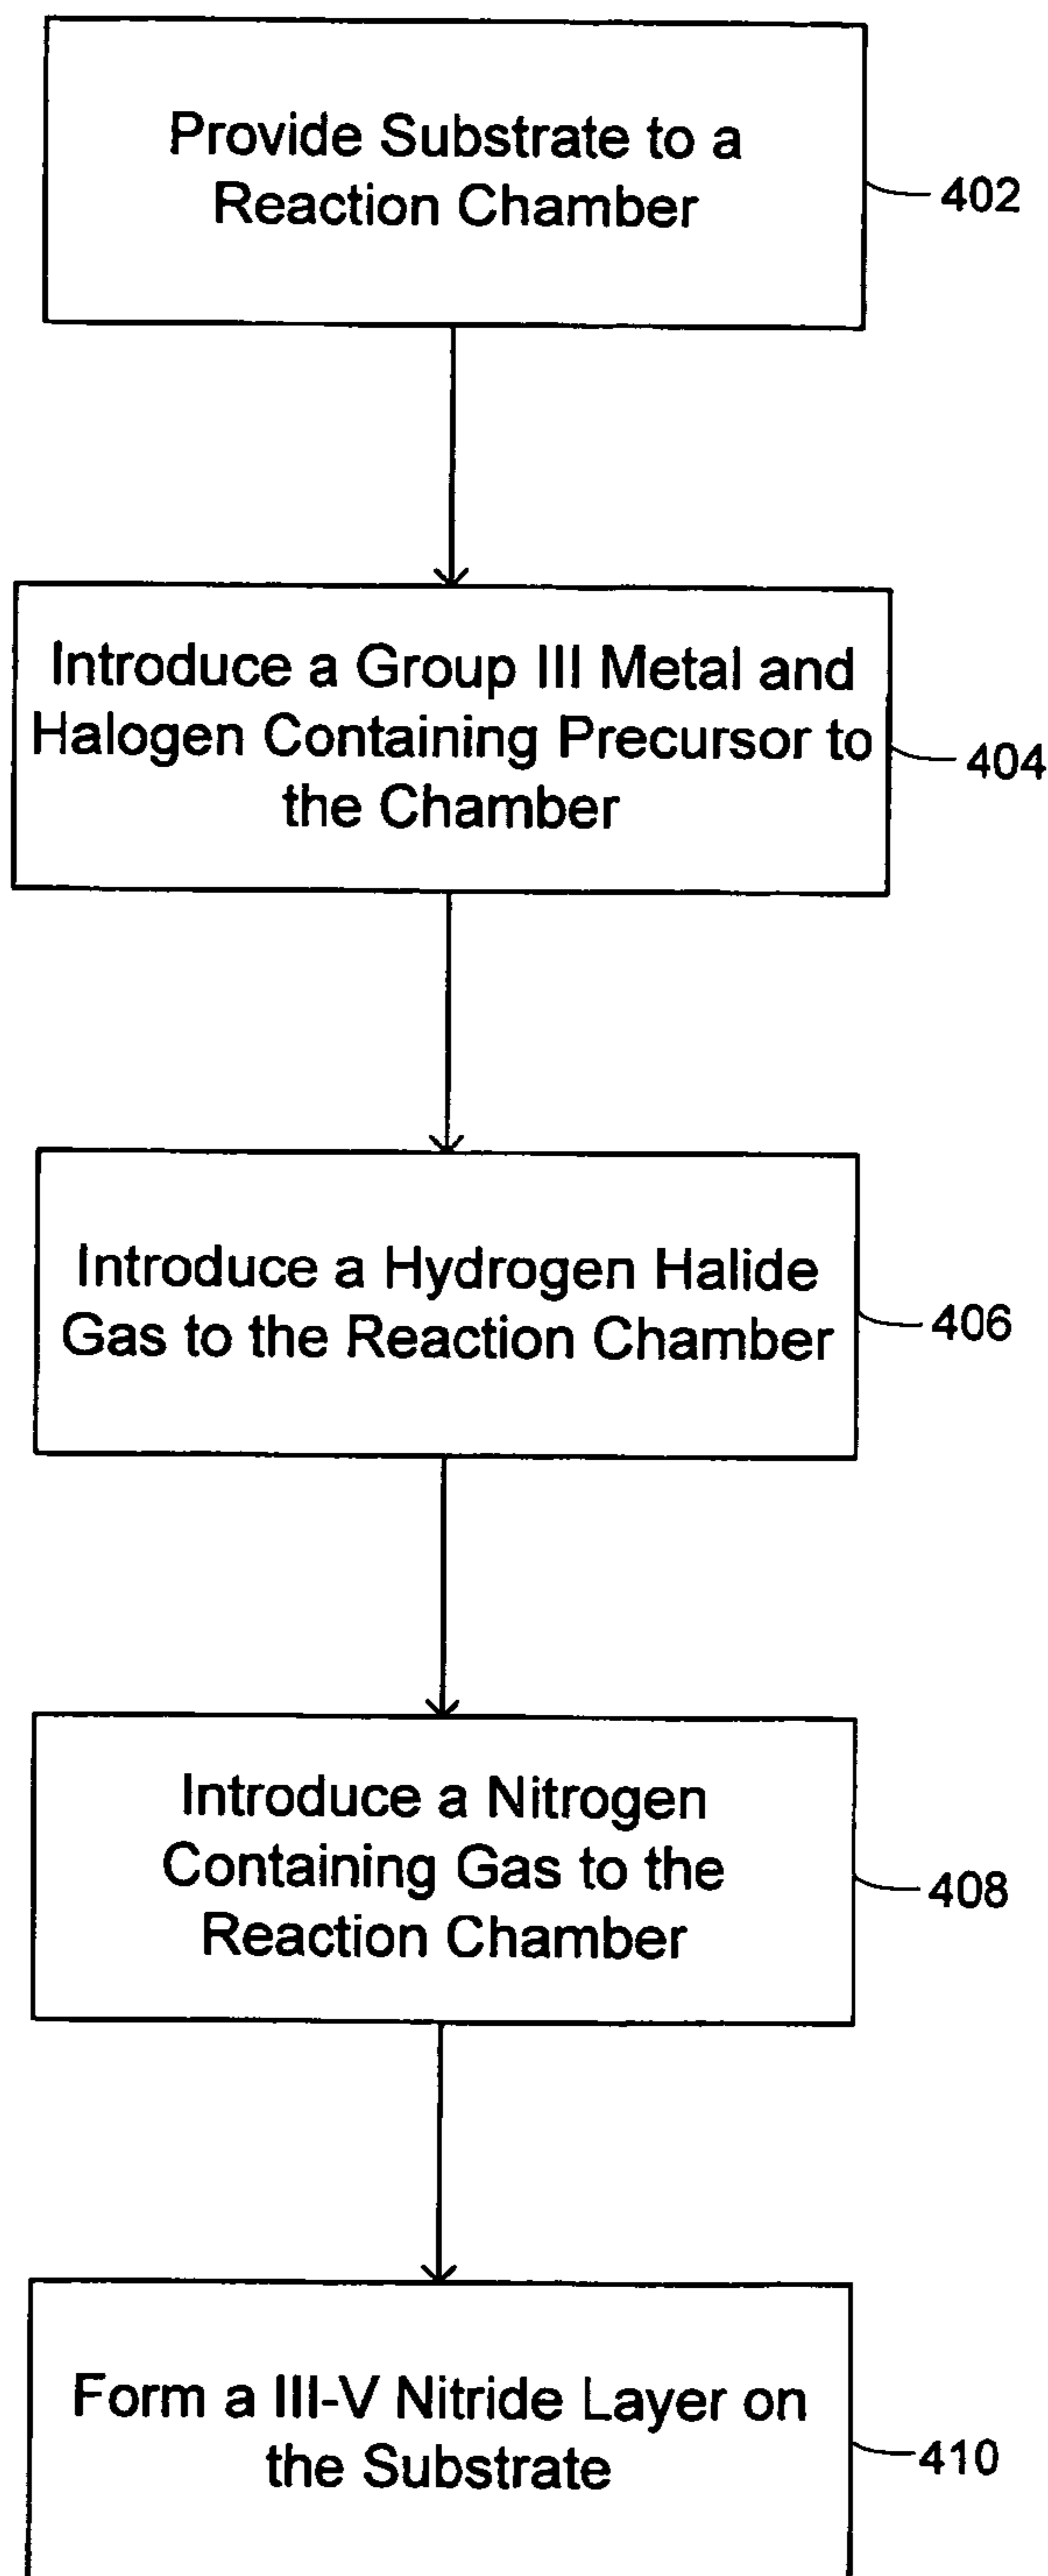 Provide Substrate to a
Reaction Chamber
402
Introduce a Group III Metal and
Halogen Containing Precursor to
the Chamber
404
Introduce a Hydrogen Halide
Gas to the Reaction Chamber
406
Introduce a Nitrogen
Containing Gas to the
Reaction Chamber
408
Form a III-V Nitride Layer on
the Substrate
410